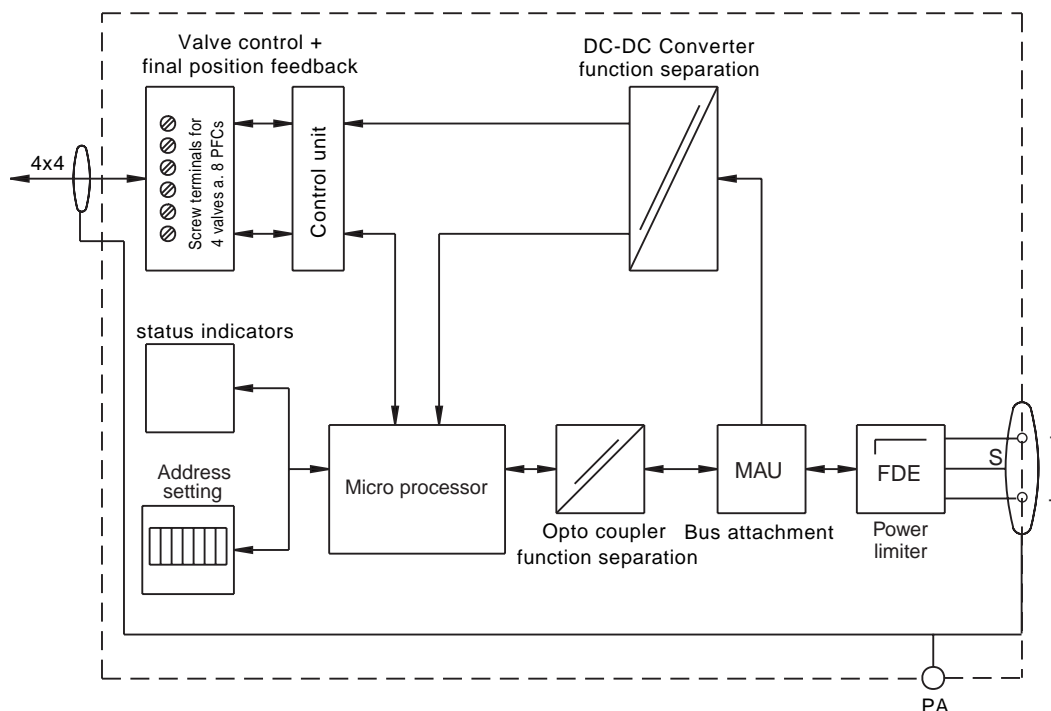 Valve control +
final position feedback
DC-DC Converter
function separation
4x4
Screw terminals for
4 valves a. 8 PFCs
Control unit
status indicators
Address
setting
Micro processor
Opto coupler
function separation
MAU
Bus attachment
FDE
Power
limiter
S
PA